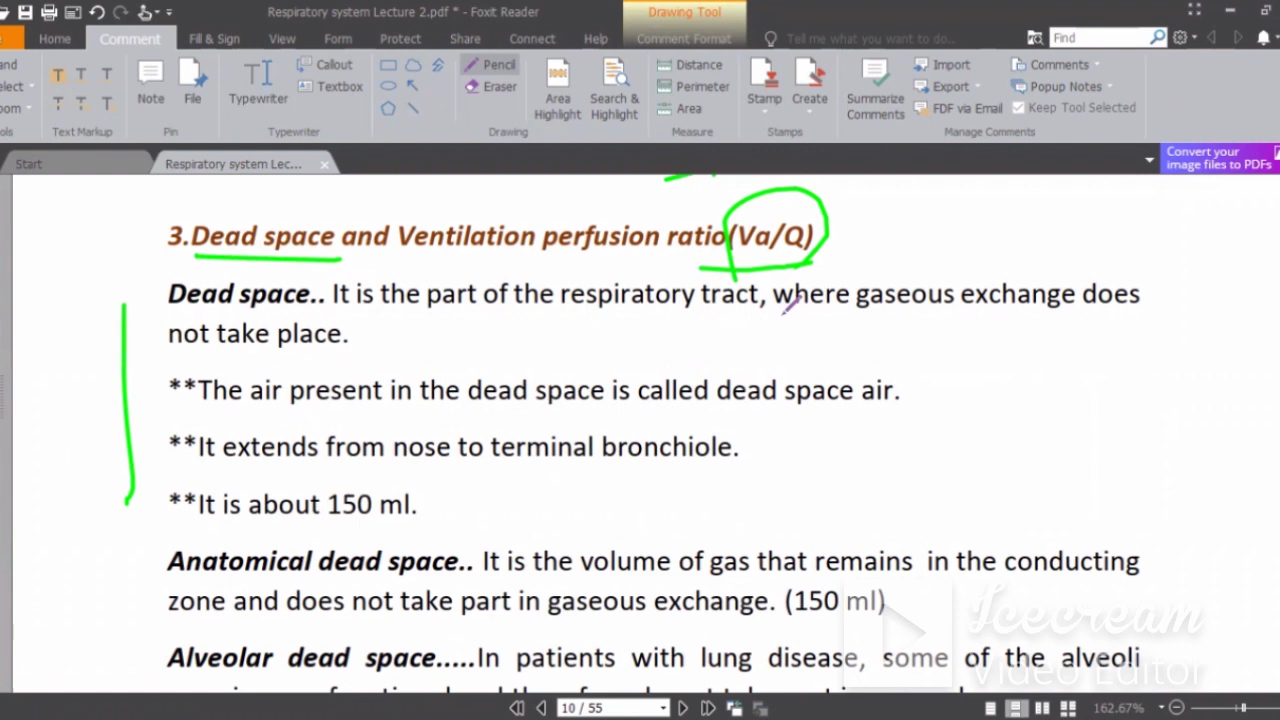 Respiratory system Lecture 2.pdf * - Foxit Reader
Drawing Tool
Home Comment Fill & Sign View Form Protect Share Connect Help Comment Format Tell me what you want to do.. Find
Callout Pencil Distance Import Comments
Textbox Eraser Perimeter Export Popup Notes
Note File Typewriter Area Highlight Search & Highlight Area Stamp Create Summarize Comments FDF via Email Keep Tool Selected
Text Markup Pin Typewriter Drawing Measure Stamps Manage Comments
Start Respiratory system Lec... × Convert your image files to PDFs
3.Dead space and Ventilation perfusion ratio(Va/Q)
Dead space.. It is the part of the respiratory tract, where gaseous exchange does
not take place.
**The air present in the dead space is called dead space air.
**It extends from nose to terminal bronchiole.
**It is about 150 ml.
Anatomical dead space.. It is the volume of gas that remains in the conducting
zone and does not take part in gaseous exchange. (150 ml)
Alveolar dead space.....In patients with lung disease, some of the alveoli
Icecream
Video Editor
10 / 55 162.67%